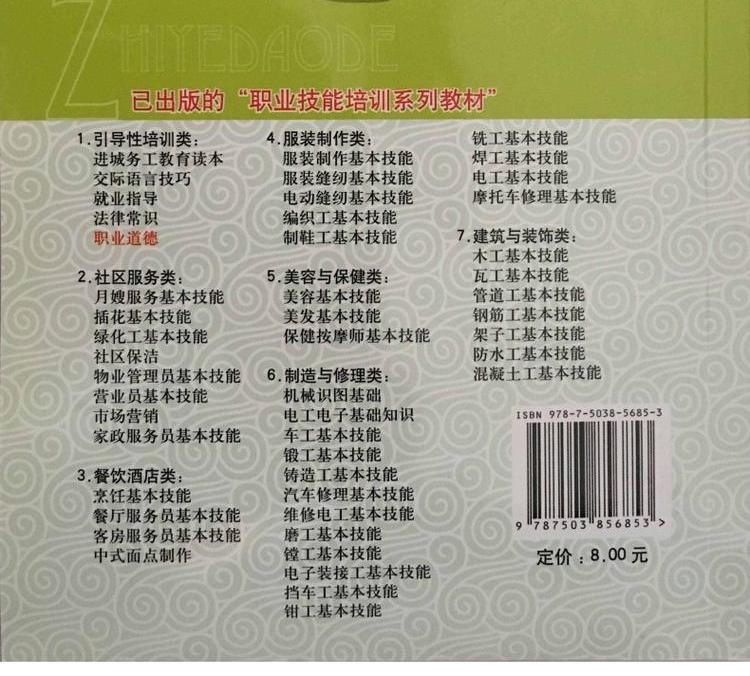 ZHIYEDAODE
已出版的“职业技能培训系列教材”
1.引导性培训类：
进城务工教育读本
交际语言技巧
就业指导
法律常识
职业道德
2.社区服务类：
月嫂服务基本技能
插花基本技能
绿化工基本技能
社区保洁
物业管理员基本技能
营业员基本技能
市场营销
家政服务员基本技能
3.餐饮酒店类：
烹饪基本技能
餐厅服务员基本技能
客房服务员基本技能
中式面点制作
4.服装制作类：
服装制作基本技能
服装缝纫基本技能
电动缝纫基本技能
编织工基本技能
制鞋工基本技能
5.美容与保健类：
美容基本技能
美发基本技能
保健按摩师基本技能
6.制造与修理类：
机械识图基础
电工电子基础知识
车工基本技能
锻工基本技能
铸造工基本技能
汽车修理基本技能
维修电工基本技能
磨工基本技能
镗工基本技能
电子装接工基本技能
挡车工基本技能
钳工基本技能
铣工基本技能
焊工基本技能
电工基本技能
摩托车修理基本技能
7.建筑与装饰类：
木工基本技能
瓦工基本技能
管道工基本技能
钢筋工基本技能
架子工基本技能
防水工基本技能
混凝土工基本技能
ISBN 978-7-5038-5685-3
9 787503 856853 >
定价：8.00 元